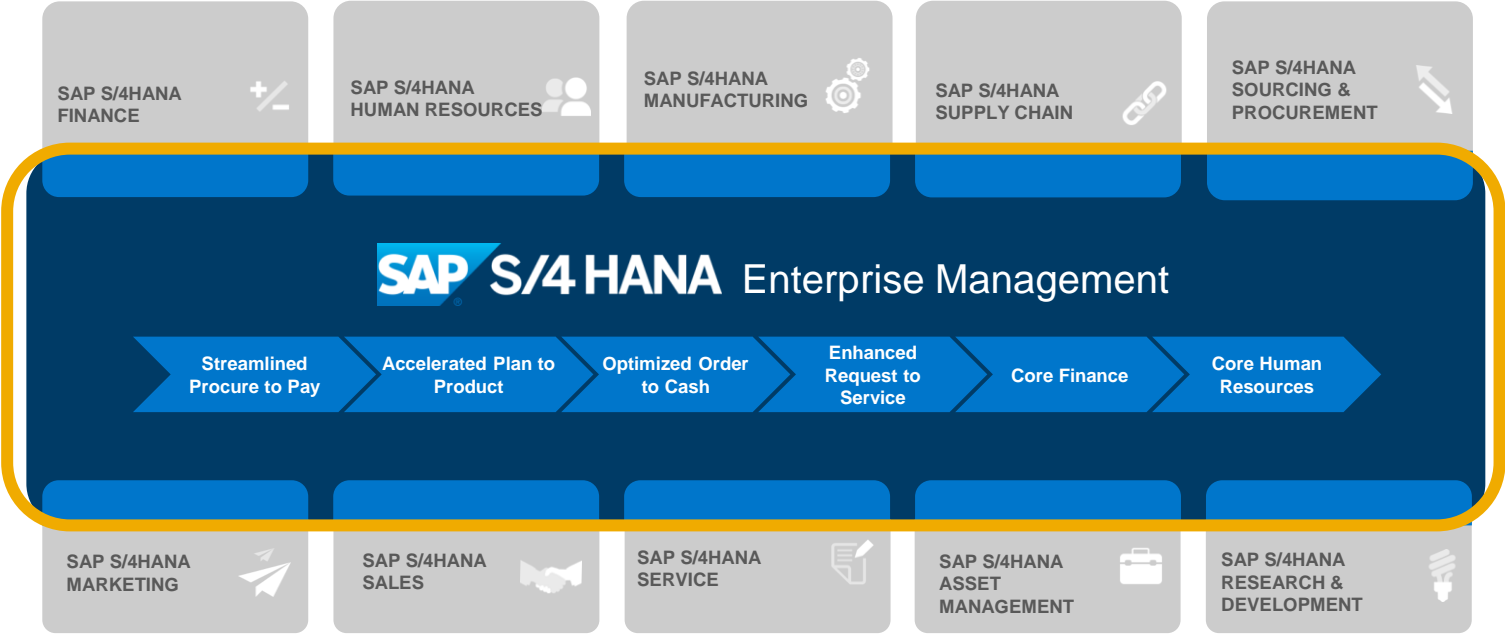 SAP S/4HANA
FINANCE
SAP S/4HANA
HUMAN RESOURCES
SAP S/4HANA
MANUFACTURING
SAP S/4HANA
SUPPLY CHAIN
SAP S/4HANA
SOURCING &
PROCUREMENT
SAP S/4 HANA Enterprise Management
Streamlined
Procure to Pay
Accelerated Plan to
Product
Optimized Order
to Cash
Enhanced
Request to
Service
Core Finance
Core Human
Resources
SAP S/4HANA
MARKETING
SAP S/4HANA
SALES
SAP S/4HANA
SERVICE
SAP S/4HANA
ASSET
MANAGEMENT
SAP S/4HANA
RESEARCH &
DEVELOPMENT